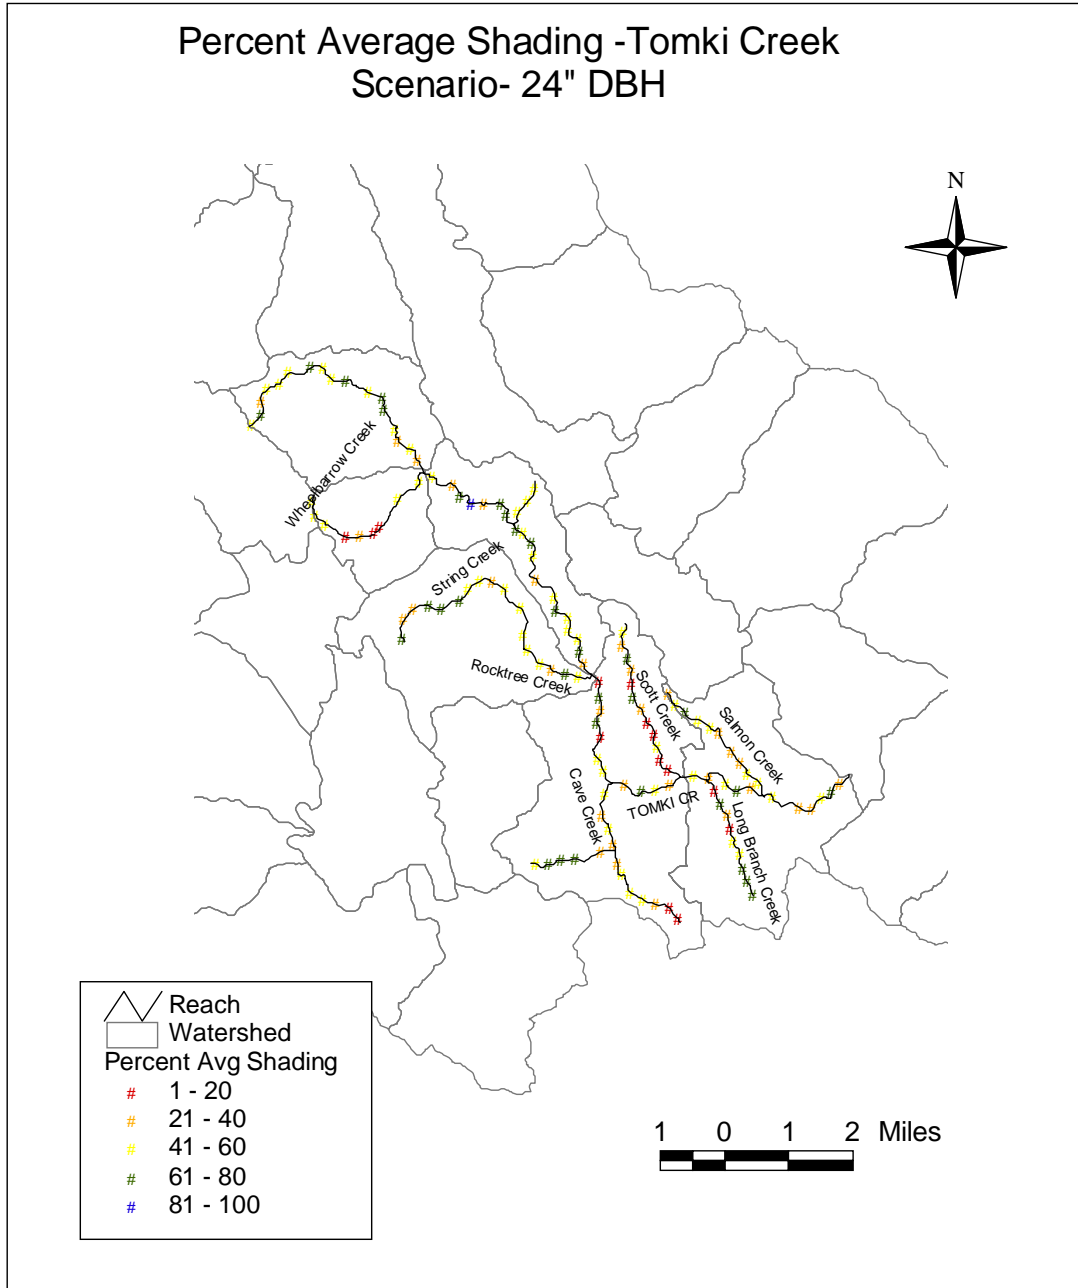 Percent Average Shading -Tomki Creek
Scenario- 24" DBH
N
Wheelbarrow Creek
String Creek
Rocktree Creek
Scott Creek
Salmon Creek
Cave Creek
TOMKI CR
Long Branch Creek
Reach
Watershed
Percent Avg Shading
# 1 - 20
# 21 - 40
# 41 - 60
# 61 - 80
# 81 - 100
1 0 1 2 Miles